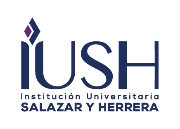 IUSH
Institución Universitaria
SALAZAR Y HERRERA